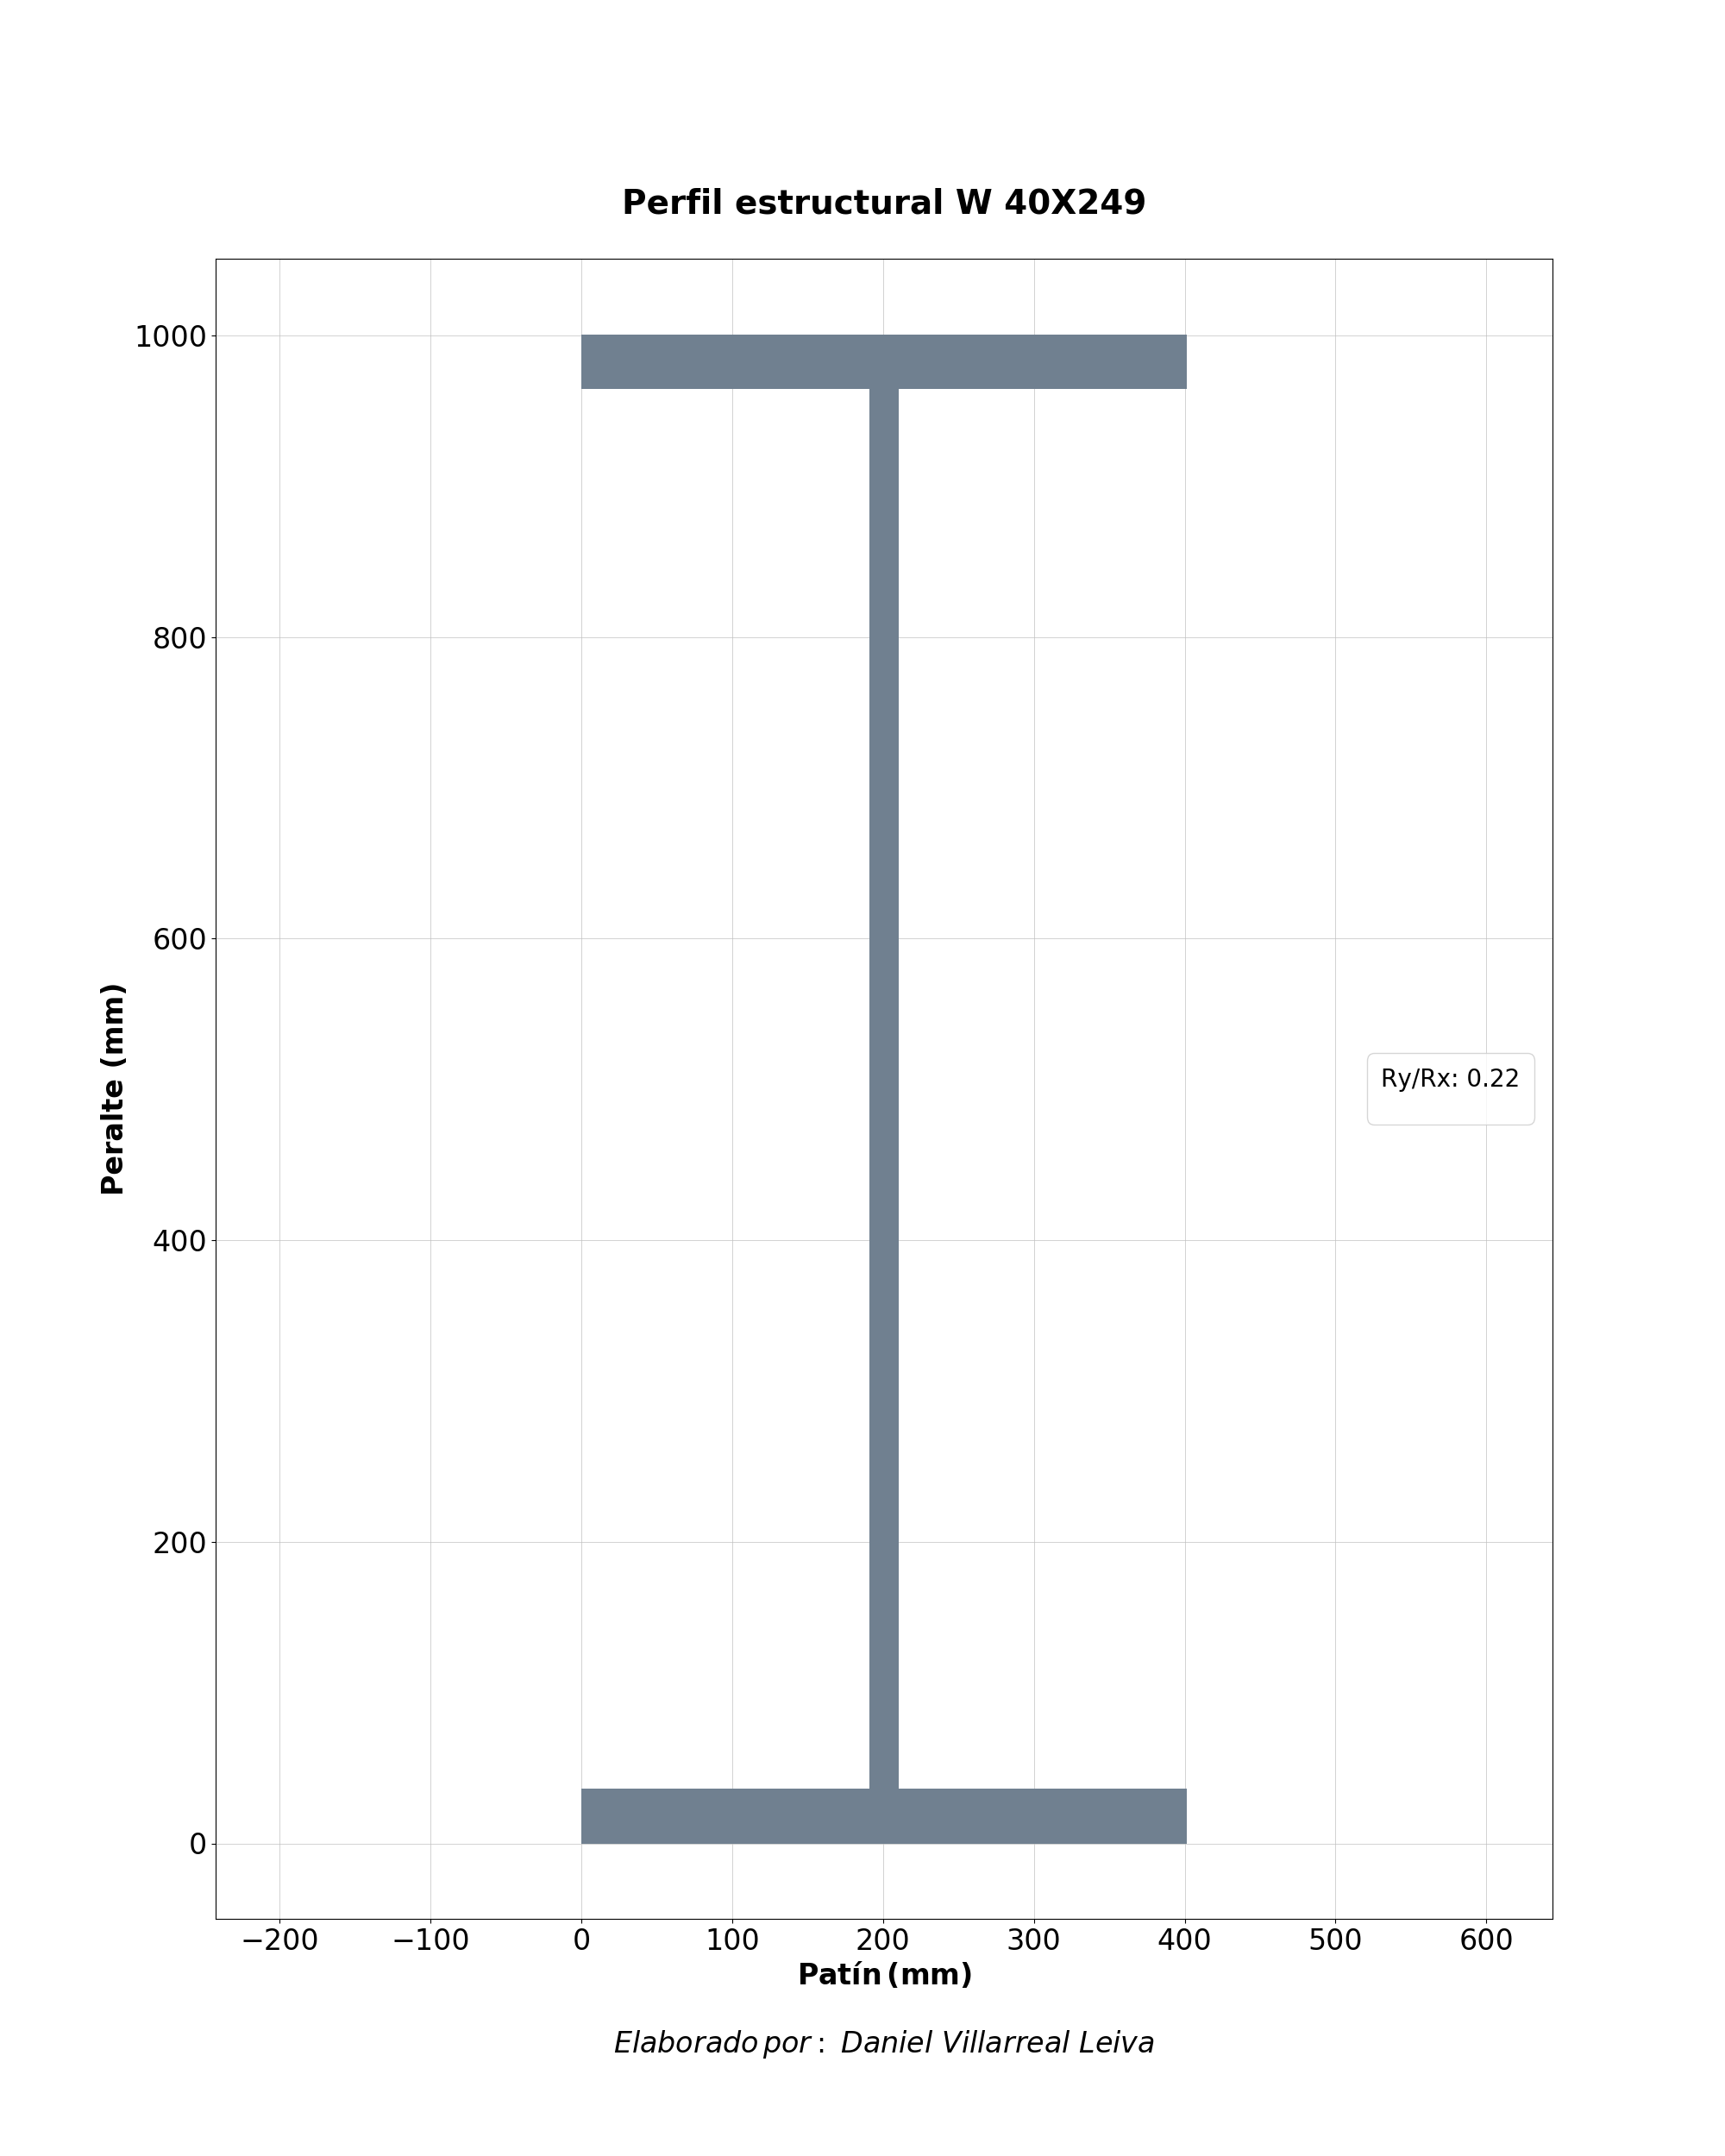 Perfil estructural W 40X249
1000
800
600
400
200
0
Peralte (mm)
Ry/Rx: 0.22
−200 −100 0 100 200 300 400 500 600
Patín (mm)
Elaborado por : Daniel Villarreal Leiva